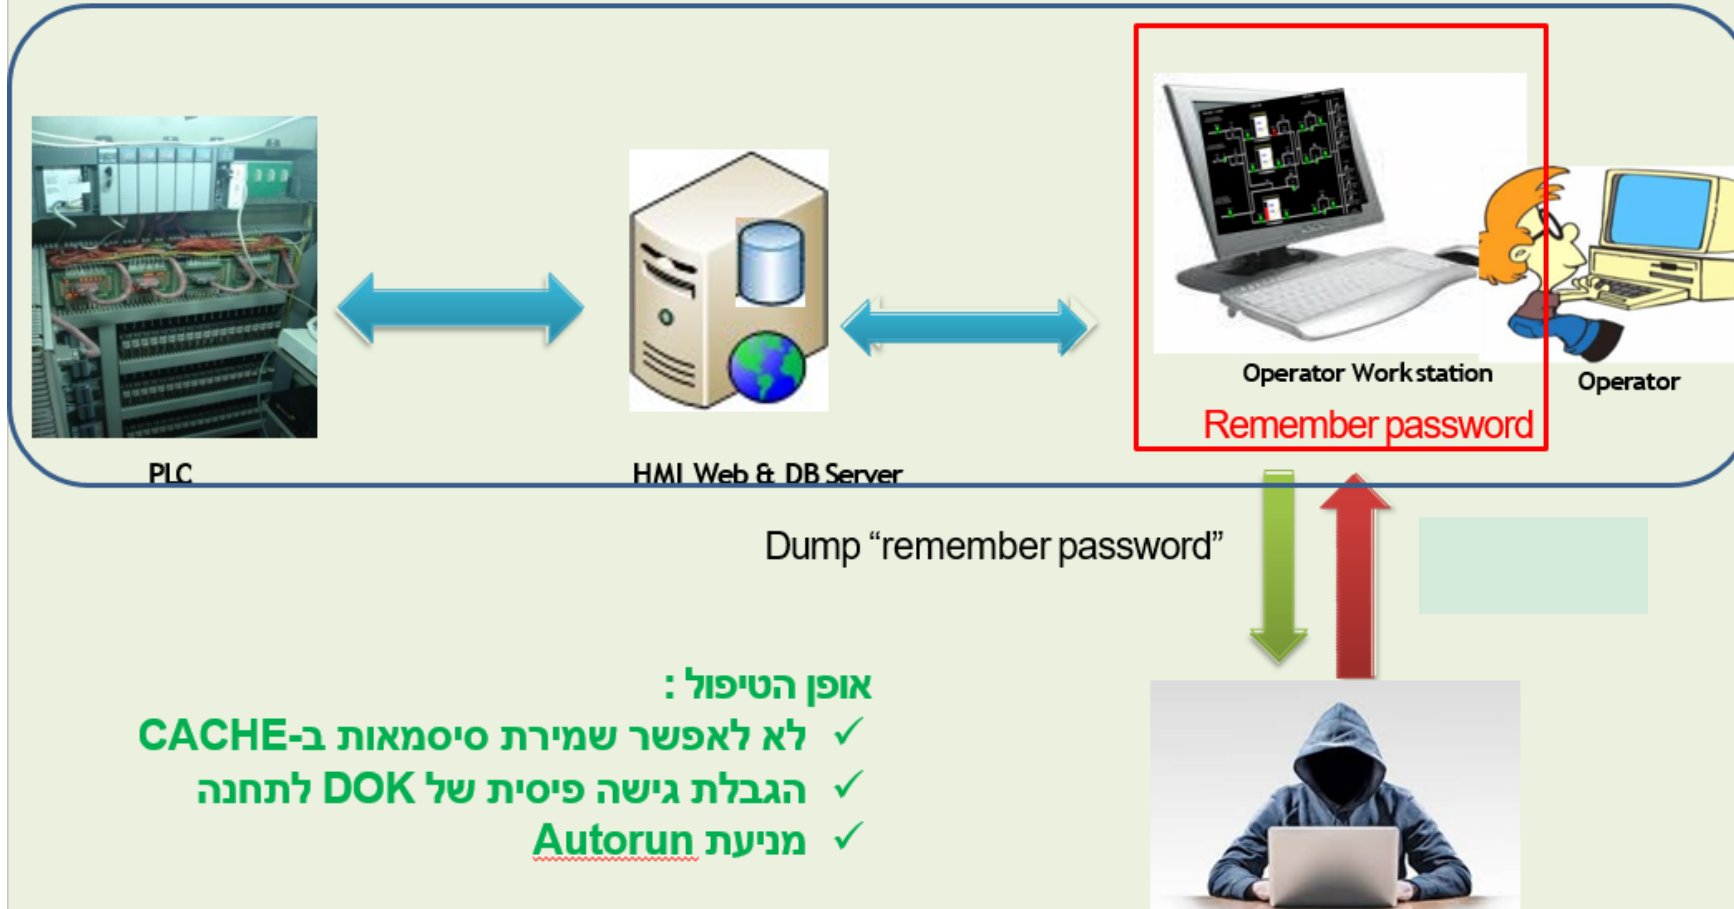 Operator Workstation
Operator
Remember password
PLC
HMI Web & DB Server
Dump “remember password”
אופן הטיפול :
✓ לא לאפשר שמירת סיסמאות ב-CACHE
✓ הגבלת גישה פיסית של DOK לתחנה
✓ מניעת Autorun